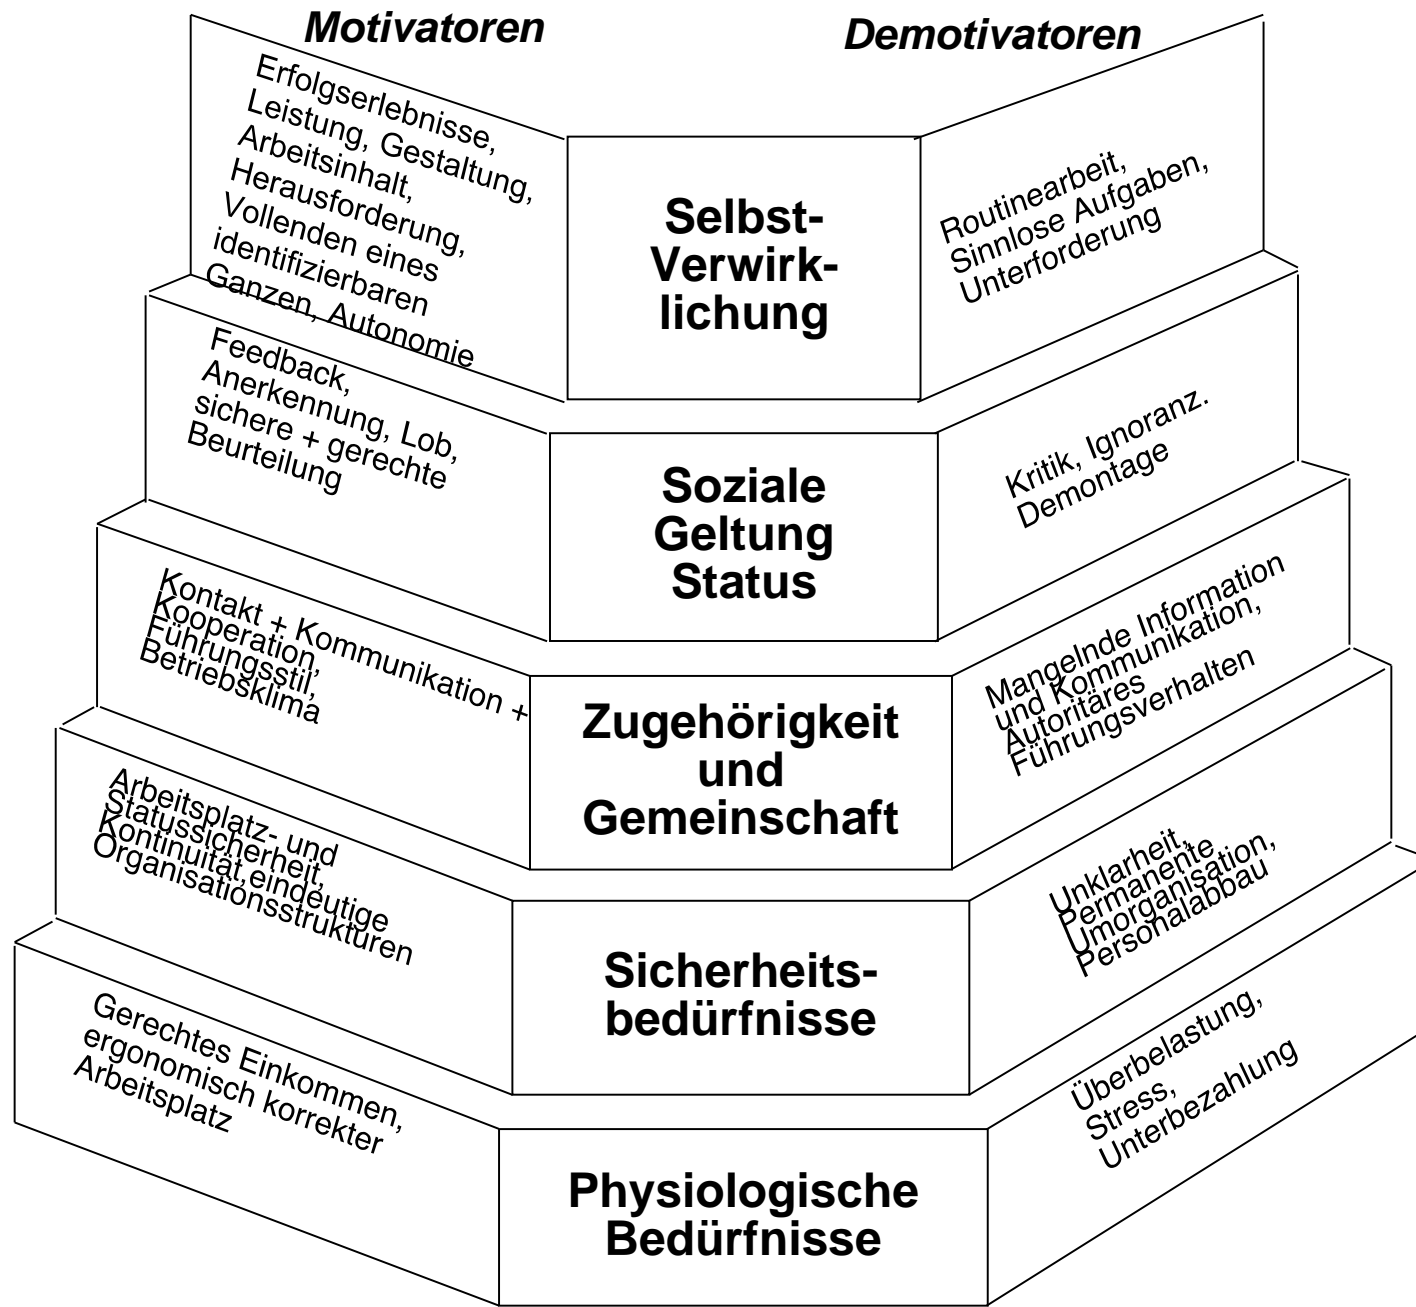 Motivatoren
Demotivatoren
Erfolgserlebnisse,
Leistung, Gestaltung,
Arbeitsinhalt,
Herausforderung,
Vollenden eines
identifizierbaren
Ganzen, Autonomie
Selbst-
Verwirk-
lichung
Routinearbeit,
Sinnlose Aufgaben,
Unterforderung
Feedback,
Anerkennung, Lob,
sichere + gerechte
Beurteilung
Soziale
Geltung
Status
Kritik, Ignoranz.
Demontage
Kontakt + Kommunikation +
Kooperation,
Führungsstil,
Betriebsklima
Zugehörigkeit
und
Gemeinschaft
Mangelnde Information
und Kommunikation,
Autoritäres
Führungsverhalten
Arbeitsplatz- und
Statussicherheit,
Kontinuität,eindeutige
Organisationsstrukturen
Sicherheits-
bedürfnisse
Unklarheit,
Permanente
Umorganisation,
Personalabbau
Gerechtes Einkommen,
ergonomisch korrekter
Arbeitsplatz
Physiologische
Bedürfnisse
Überbelastung,
Stress,
Unterbezahlung